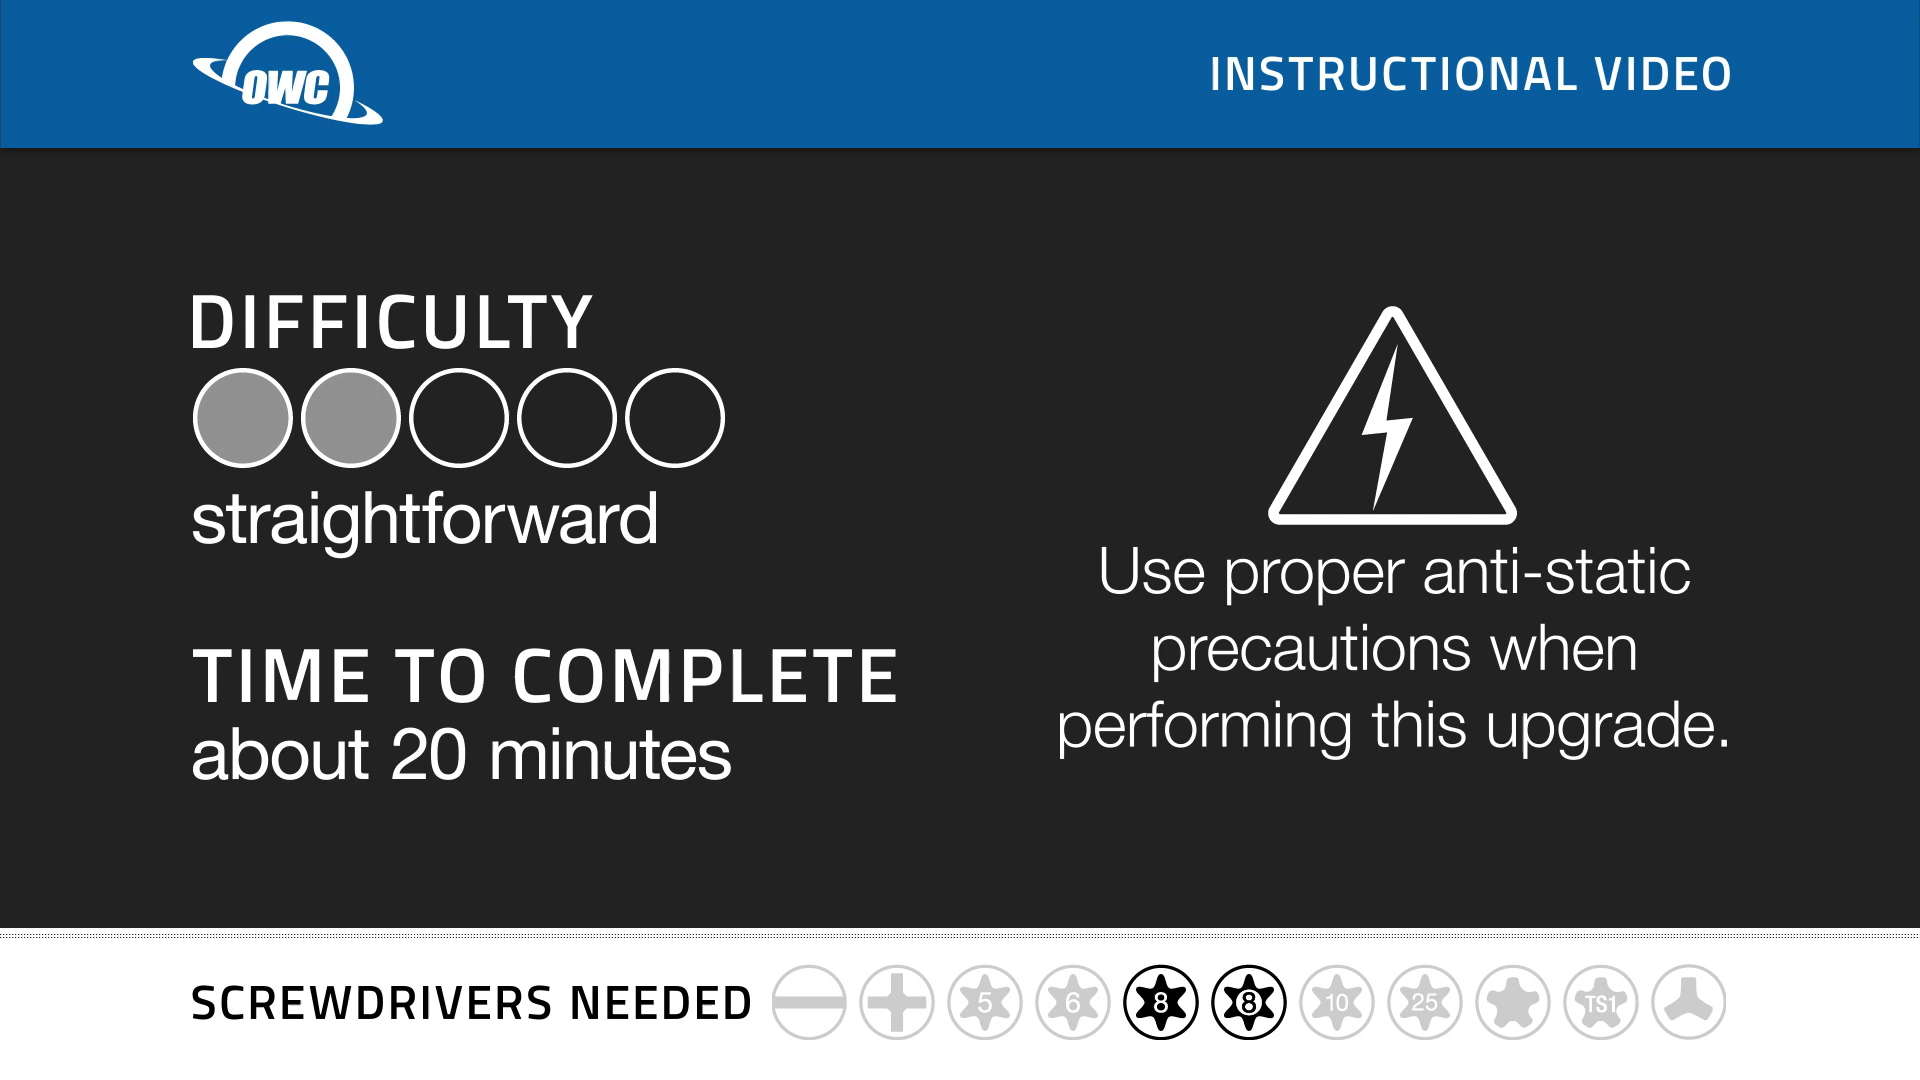 OWC
INSTRUCTIONAL VIDEO
DIFFICULTY
straightforward
TIME TO COMPLETE
about 20 minutes
Use proper anti-static
precautions when
performing this upgrade.
SCREWDRIVERS NEEDED 5 6 8 8 10 25 TS1